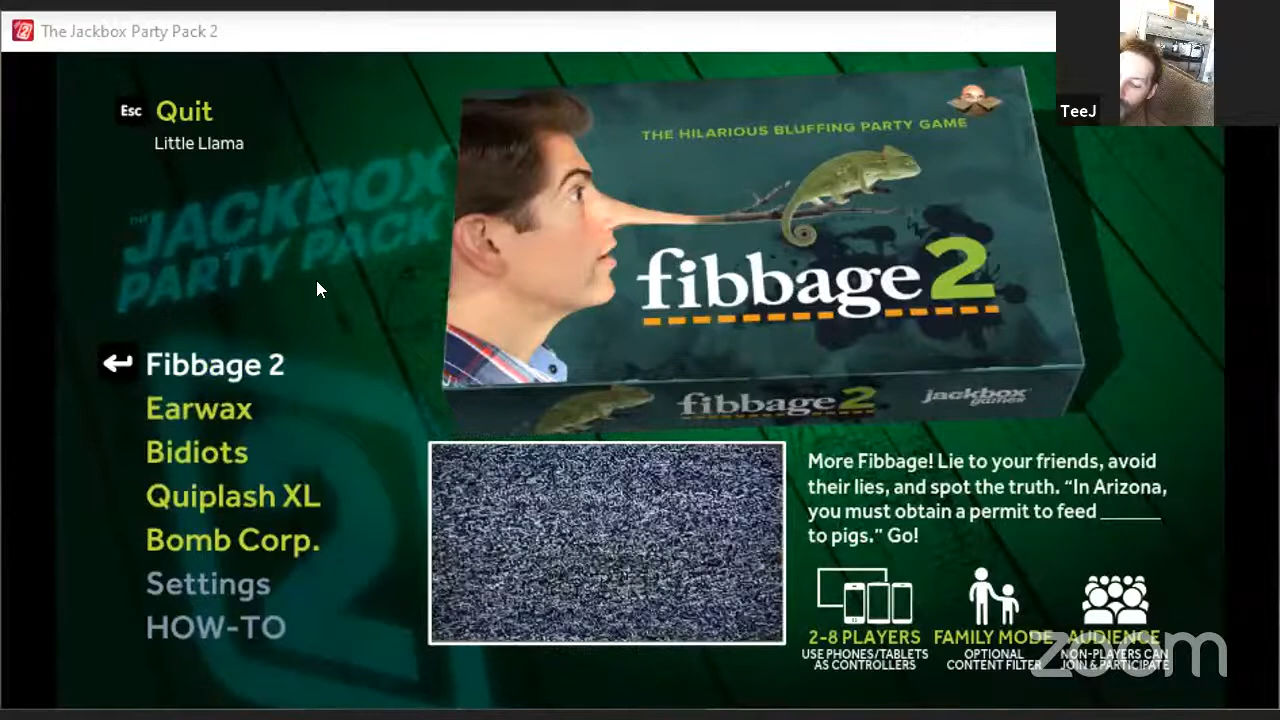 The Jackbox Party Pack 2
TeeJ
Esc Quit
Little Llama
THE
JACKBOX
PARTY PACK
THE HILARIOUS BLUFFING PARTY GAME
fibbage 2
fibbage 2
jackbox
games
Fibbage 2
Earwax
Bidiots
Quiplash XL
Bomb Corp.
Settings
HOW-TO
More Fibbage! Lie to your friends, avoid
their lies, and spot the truth. “In Arizona,
you must obtain a permit to feed ______
to pigs.” Go!
2-8 PLAYERS
USE PHONES/TABLETS
AS CONTROLLERS
FAMILY MODE
OPTIONAL
CONTENT FILTER
AUDIENCE
NON-PLAYERS CAN
JOIN & PARTICIPATE
zoom